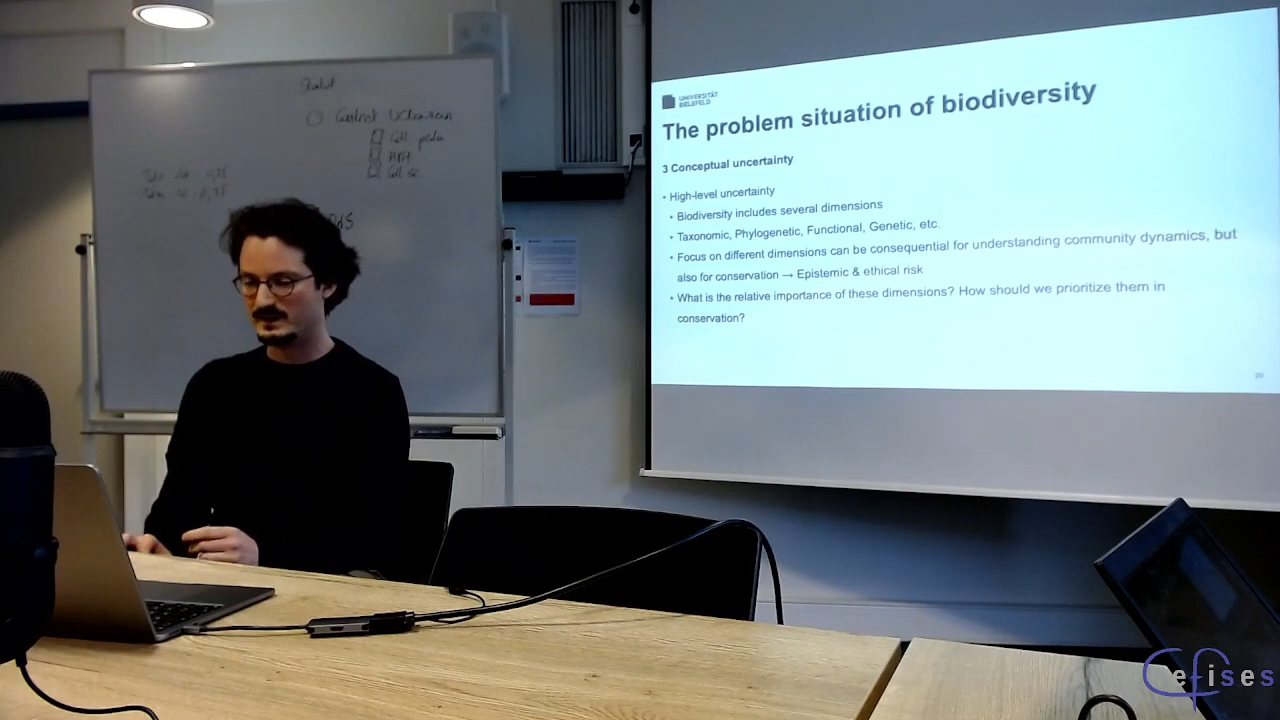 UNIVERSITÄT
BIELEFELD
The problem situation of biodiversity
3 Conceptual uncertainty
• High-level uncertainty
• Biodiversity includes several dimensions
• Taxonomic, Phylogenetic, Functional, Genetic, etc.
• Focus on different dimensions can be consequential for understanding community dynamics, but
also for conservation → Epistemic & ethical risk
• What is the relative importance of these dimensions? How should we prioritize them in
conservation?
20
Cefises